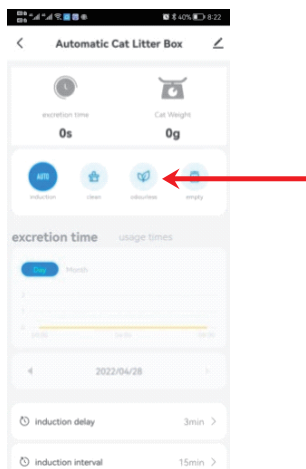 40% 8:22
Automatic Cat Litter Box
excretion time Cat Weight
0s 0g
AUTO
induction clean odourless empty
excretion time usage times
Day Month
2022/04/28
induction delay 3min
induction interval 15min